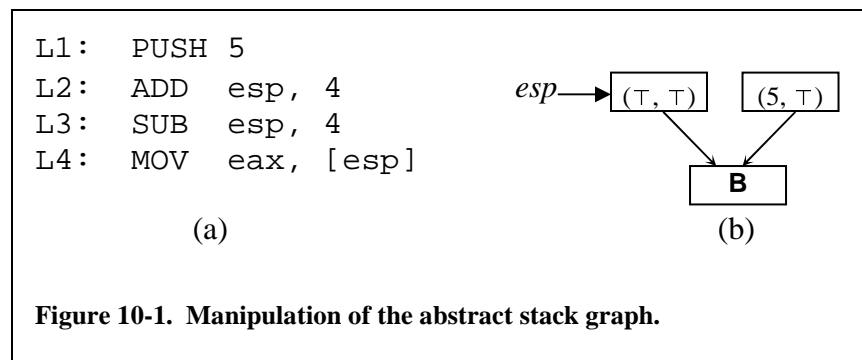 L1: PUSH 5
L2: ADD esp, 4
L3: SUB esp, 4
L4: MOV eax, [esp]
(a)
esp
(⊤, ⊤)
(5, ⊤)
B
(b)
Figure 10-1. Manipulation of the abstract stack graph.